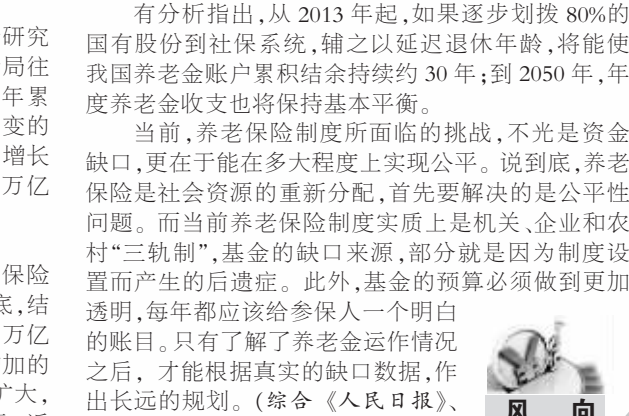 研究
局往
年累
变的
增长
万亿
保险
底,结
万亿
加的
扩大,
有分析指出,从2013年起,如果逐步划拨80%的
国有股份到社保系统,辅之以延迟退休年龄,将能使
我国养老金账户累积结余持续约30年;到2050年,年
度养老金收支也将保持基本平衡。
当前,养老保险制度所面临的挑战,不光是资金
缺口,更在于能在多大程度上实现公平。说到底,养老
保险是社会资源的重新分配,首先要解决的是公平性
问题。而当前养老保险制度实质上是机关、企业和农
村“三轨制”,基金的缺口来源,部分就是因为制度设
置而产生的后遗症。此外,基金的预算必须做到更加
透明,每年都应该给参保人一个明白
的账目。只有了解了养老金运作情况
之后,才能根据真实的缺口数据,作
出长远的规划。(综合《人民日报》、
风 向